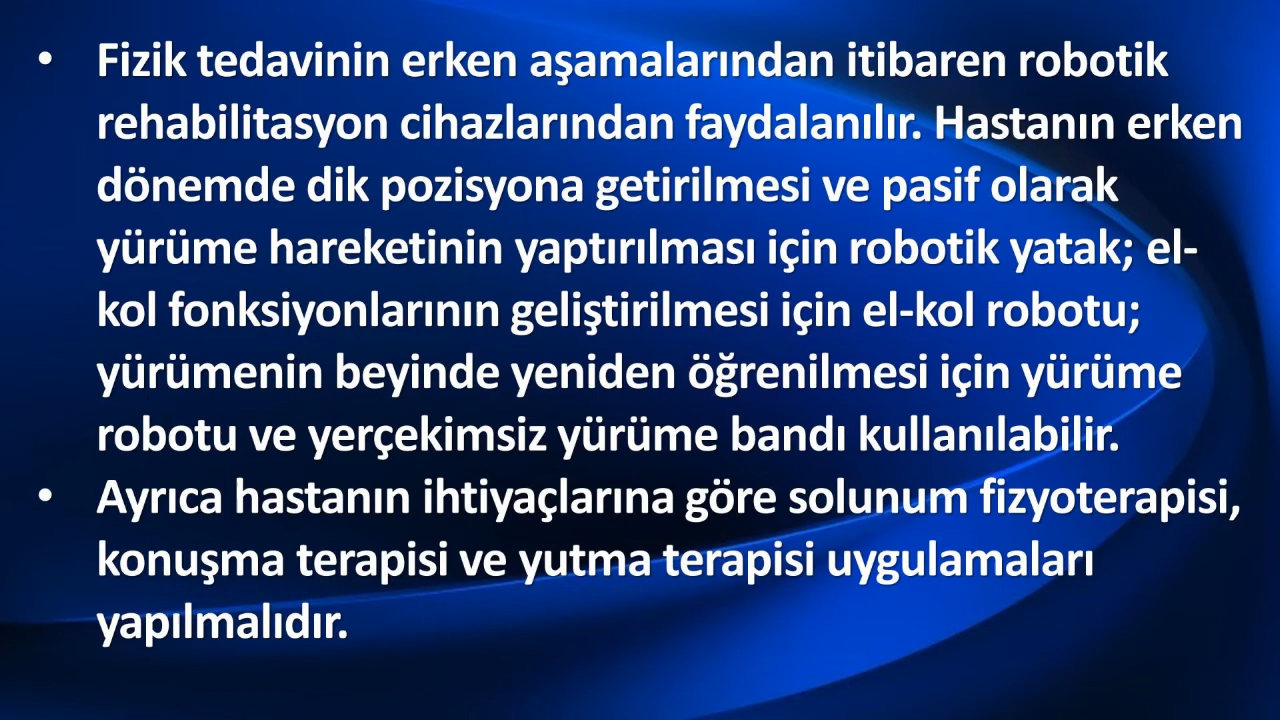 • Fizik tedavinin erken aşamalarından itibaren robotik
rehabilitasyon cihazlarından faydalanılır. Hastanın erken
dönemde dik pozisyona getirilmesi ve pasif olarak
yürüme hareketinin yaptırılması için robotik yatak; el-
kol fonksiyonlarının geliştirilmesi için el-kol robotu;
yürümenin beyinde yeniden öğrenilmesi için yürüme
robotu ve yerçekimsiz yürüme bandı kullanılabilir.
• Ayrıca hastanın ihtiyaçlarına göre solunum fizyoterapisi,
konuşma terapisi ve yutma terapisi uygulamaları
yapılmalıdır.